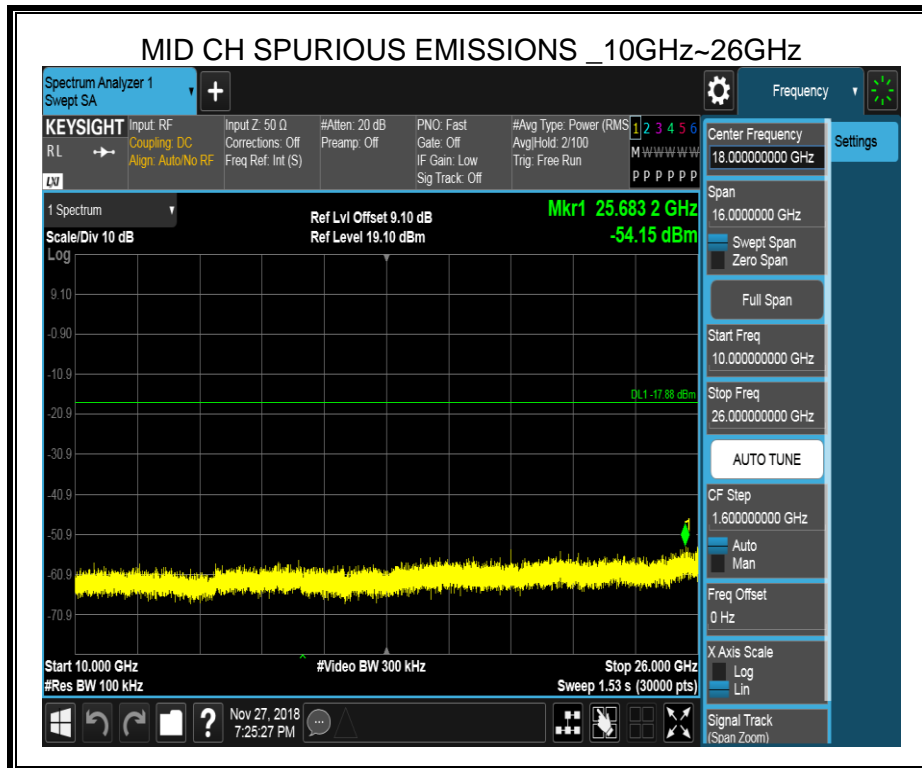 MID CH SPURIOUS EMISSIONS _10GHz~26GHz
Spectrum Analyzer 1
Swept SA
Frequency
KEYSIGHT
RL
LXI
Input: RF
Coupling: DC
Align: Auto/No RF
Input Z: 50 Ω
Corrections: Off
Freq Ref: Int (S)
#Atten: 20 dB
Preamp: Off
PNO: Fast
Gate: Off
IF Gain: Low
Sig Track: Off
#Avg Type: Power (RMS
Avg|Hold: 2/100
Trig: Free Run
1 2 3 4 5 6
M W W W W W
P P P P P P
Center Frequency
18.000000000 GHz
Settings
1 Spectrum
Scale/Div 10 dB
Ref Lvl Offset 9.10 dB
Ref Level 19.10 dBm
Mkr1 25.683 2 GHz
-54.15 dBm
Log
9.10
-0.90
-10.9
-20.9
-30.9
-40.9
-50.9
-60.9
-70.9
DL1 -17.88 dBm
1
Start 10.000 GHz
#Res BW 100 kHz
#Video BW 300 kHz
Stop 26.000 GHz
Sweep 1.53 s (30000 pts)
Span
16.0000000 GHz
Swept Span
Zero Span
Full Span
Start Freq
10.000000000 GHz
Stop Freq
26.000000000 GHz
AUTO TUNE
CF Step
1.600000000 GHz
Auto
Man
Freq Offset
0 Hz
X Axis Scale
Log
Lin
Signal Track
(Span Zoom)
?
Nov 27, 2018
7:25:27 PM